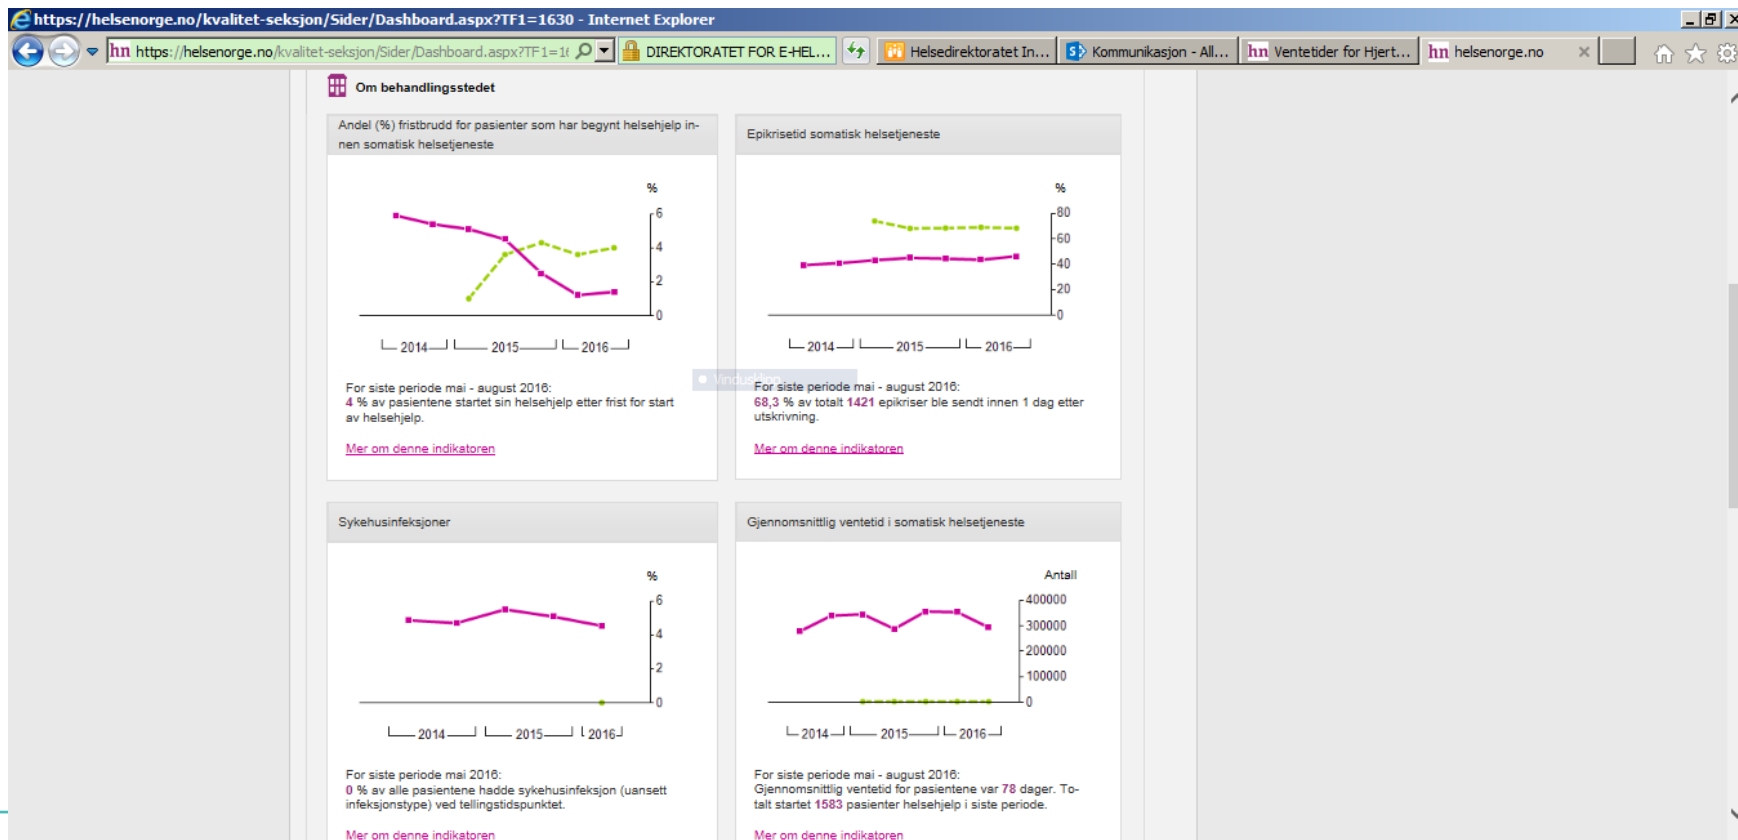 https://helsenorge.no/kvalitet-seksjon/Sider/Dashboard.aspx?TF1=1630 - Internet Explorer
hn https://helsenorge.no/kvalitet-seksjon/Sider/Dashboard.aspx?TF1=16 DIREKTORATET FOR E-HEL... Helsedirektoratet In... Kommunikasjon - All... hn Ventetider for Hjert... hn helsenorge.no
Om behandlingsstedet
Andel (%) fristbrudd for pasienter som har begynt helsehjelp in-
nen somatisk helsetjeneste
%
6
4
2
0
2014 2015 2016
For siste periode mai - august 2016:
4 % av pasientene startet sin helsehjelp etter frist for start
av helsehjelp.
Mer om denne indikatoren
Epikrisetid somatisk helsetjeneste
%
80
60
40
20
0
2014 2015 2016
For siste periode mai - august 2016:
68,3 % av totalt 1421 epikriser ble sendt innen 1 dag etter
utskrivning.
Mer om denne indikatoren
Sykehusinfeksjoner
%
6
4
2
0
2014 2015 2016
For siste periode mai 2016:
0 % av alle pasientene hadde sykehusinfeksjon (uansett
infeksjonstype) ved tellingstidspunktet.
Mer om denne indikatoren
Gjennomsnittlig ventetid i somatisk helsetjeneste
Antall
400000
300000
200000
100000
0
2014 2015 2016
For siste periode mai - august 2016:
Gjennomsnittlig ventetid for pasientene var 78 dager. To-
talt startet 1583 pasienter helsehjelp i siste periode.
Mer om denne indikatoren